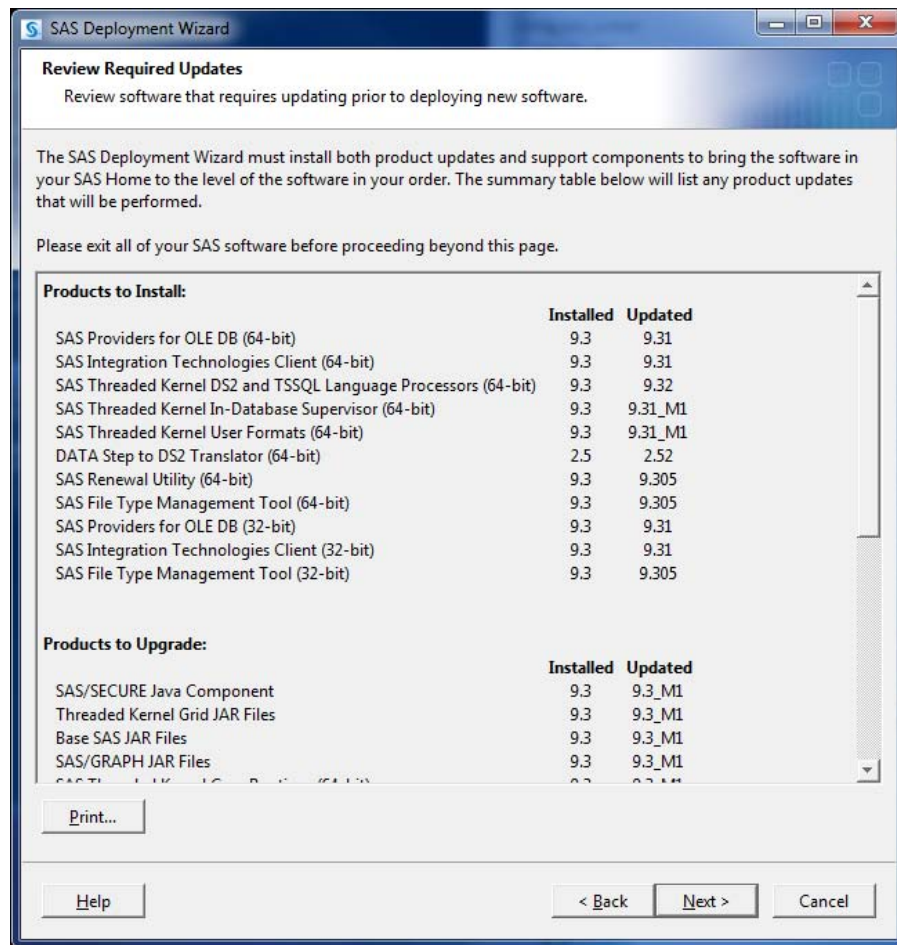 SAS Deployment Wizard
Review Required Updates
Review software that requires updating prior to deploying new software.
The SAS Deployment Wizard must install both product updates and support components to bring the software in
your SAS Home to the level of the software in your order. The summary table below will list any product updates
that will be performed.
Please exit all of your SAS software before proceeding beyond this page.
Products to Install:
Installed Updated
SAS Providers for OLE DB (64-bit) 9.3 9.31
SAS Integration Technologies Client (64-bit) 9.3 9.31
SAS Threaded Kernel DS2 and TSSQL Language Processors (64-bit) 9.3 9.32
SAS Threaded Kernel In-Database Supervisor (64-bit) 9.3 9.31_M1
SAS Threaded Kernel User Formats (64-bit) 9.3 9.31_M1
DATA Step to DS2 Translator (64-bit) 2.5 2.52
SAS Renewal Utility (64-bit) 9.3 9.305
SAS File Type Management Tool (64-bit) 9.3 9.305
SAS Providers for OLE DB (32-bit) 9.3 9.31
SAS Integration Technologies Client (32-bit) 9.3 9.31
SAS File Type Management Tool (32-bit) 9.3 9.305
Products to Upgrade:
Installed Updated
SAS/SECURE Java Component 9.3 9.3_M1
Threaded Kernel Grid JAR Files 9.3 9.3_M1
Base SAS JAR Files 9.3 9.3_M1
SAS/GRAPH JAR Files 9.3 9.3_M1
Print...
Help < Back Next > Cancel